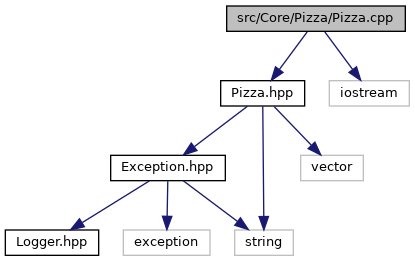 src/Core/Pizza/Pizza.cpp
Pizza.hpp
iostream
Exception.hpp
vector
Logger.hpp
exception
string